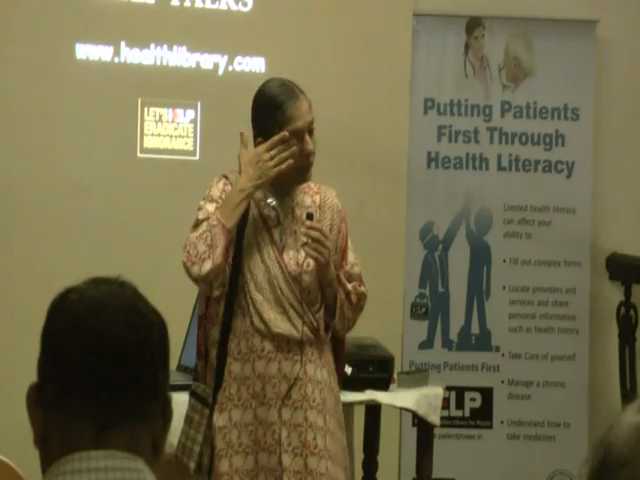 TALKS
www.healthlibrary.com
LET'S HELP
ERADICATE
IGNORANCE
Putting Patients
First Through
Health Literacy
Limited health literacy
can affect your
ability to
• Fill out complex forms
• Locate providers and
services and share
personal information
such as health history
• Take Care of yourself
• Manage a chronic
disease
• Understand how to
take medicines
Putting Patients First
ELP